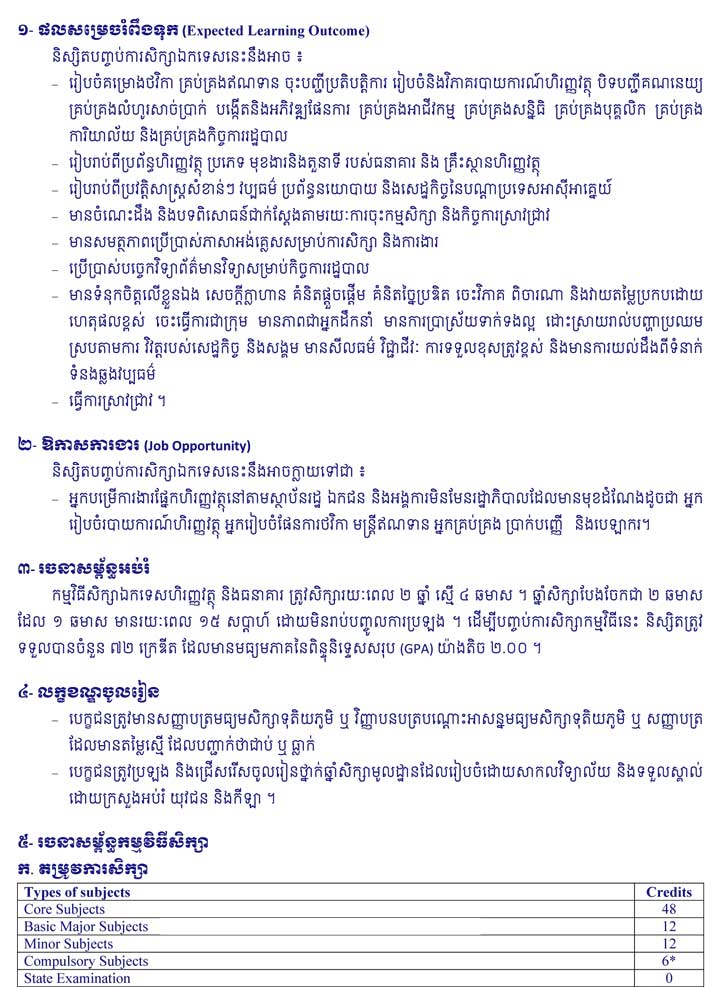 ១- ផលសម្រេចរំពឹងទុក (Expected Learning Outcome)
និស្សិតបញ្ចប់ការសិក្សាឯកទេសនេះនឹងអាច ៖
– រៀបចំគម្រោងថវិកា គ្រប់គ្រងឥណទាន ចុះបញ្ជីប្រតិបត្តិការ រៀបចំនិងវិភាគរបាយការណ៍ហិរញ្ញវត្ថុ បិទបញ្ជីគណនេយ្យ
គ្រប់គ្រងលំហូរសាច់ប្រាក់ បង្កើតនិងអភិវឌ្ឍផែនការ គ្រប់គ្រងអាជីវកម្ម គ្រប់គ្រងសន្និធិ គ្រប់គ្រងបុគ្គលិក គ្រប់គ្រង
ការិយាល័យ និងគ្រប់គ្រងកិច្ចការរដ្ឋបាល
– រៀបរាប់ពីប្រព័ន្ធហិរញ្ញវត្ថុ ប្រភេទ មុខងារនិងតួនាទី របស់ធនាគារ និង គ្រឹះស្ថានហិរញ្ញវត្ថុ
– រៀបរាប់ពីប្រវត្តិសាស្ត្រសំខាន់ៗ វប្បធម៌ ប្រព័ន្ធនយោបាយ និងសេដ្ឋកិច្ចនៃបណ្តាប្រទេសអាស៊ីអាគ្នេយ៍
– មានចំណេះដឹង និងបទពិសោធន៍ជាក់ស្តែងតាមរយៈការចុះកម្មសិក្សា និងកិច្ចការស្រាវជ្រាវ
– មានសមត្ថភាពប្រើប្រាស់ភាសាអង់គ្លេសសម្រាប់ការសិក្សា និងការងារ
– ប្រើប្រាស់បច្ចេកវិទ្យាព័ត៌មានវិទ្យាសម្រាប់កិច្ចការរដ្ឋបាល
– មានទំនុកចិត្តលើខ្លួនឯង សេចក្តីក្លាហាន គំនិតផ្តួចផ្តើម គំនិតច្នៃប្រឌិត ចេះវិភាគ ពិចារណា និងវាយតម្លៃប្រកបដោយ
ហេតុផលខ្ពស់ ចេះធ្វើការជាក្រុម មានភាពជាអ្នកដឹកនាំ មានការប្រាស្រ័យទាក់ទងល្អ ដោះស្រាយរាល់បញ្ហាប្រឈម
ស្របតាមការ វិវត្តរបស់សេដ្ឋកិច្ច និងសង្គម មានសីលធម៌ វិជ្ជាជីវៈ ការទទួលខុសត្រូវខ្ពស់ និងមានការយល់ដឹងពីទំនាក់
ទំនងឆ្លងវប្បធម៌
– ធ្វើការស្រាវជ្រាវ ។
២- ឱកាសការងារ (Job Opportunity)
និស្សិតបញ្ចប់ការសិក្សាឯកទេសនេះនឹងអាចក្លាយទៅជា ៖
– អ្នកបម្រើការងារផ្នែកហិរញ្ញវត្ថុនៅតាមស្ថាប័នរដ្ឋ ឯកជន និងអង្គការមិនមែនរដ្ឋាភិបាលដែលមានមុខដំណែងដូចជា អ្នក
រៀបចំរបាយការណ៍ហិរញ្ញវត្ថុ អ្នករៀបចំផែនការថវិកា មន្ត្រីឥណទាន អ្នកគ្រប់គ្រង ប្រាក់បញ្ញើ និងបេឡាករ។
៣- រចនាសម្ព័ន្ធអប់រំ
កម្មវិធីសិក្សាឯកទេសហិរញ្ញវត្ថុ និងធនាគារ ត្រូវសិក្សារយៈពេល ២ ឆ្នាំ ស្មើ ៤ ឆមាស ។ ឆ្នាំសិក្សាបែងចែកជា ២ ឆមាស
ដែល ១ ឆមាស មានរយៈពេល ១៥ សប្តាហ៍ ដោយមិនរាប់បញ្ចូលការប្រឡង ។ ដើម្បីបញ្ចប់ការសិក្សាកម្មវិធីនេះ និស្សិតត្រូវ
ទទួលបានចំនួន ៧២ ក្រេឌីត ដែលមានមធ្យមភាគនៃពិន្ទុនិទ្ទេសសរុប (GPA) យ៉ាងតិច ២.០០ ។
៤- លក្ខខណ្ឌចូលរៀន
– បេក្ខជនត្រូវមានសញ្ញាបត្រមធ្យមសិក្សាទុតិយភូមិ ឬ វិញ្ញាបនបត្របណ្តោះអាសន្នមធ្យមសិក្សាទុតិយភូមិ ឬ សញ្ញាបត្រ
ដែលមានតម្លៃស្មើ ដែលបញ្ជាក់ថាជាប់ ឬ ធ្លាក់
– បេក្ខជនត្រូវប្រឡង និងជ្រើសរើសចូលរៀនថ្នាក់ឆ្នាំសិក្សាមូលដ្ឋានដែលរៀបចំដោយសាកលវិទ្យាល័យ និងទទួលស្គាល់
ដោយក្រសួងអប់រំ យុវជន និងកីឡា ។
៥- រចនាសម្ព័ន្ធកម្មវិធីសិក្សា
ក. តម្រូវការសិក្សា
Types of subjects Credits
Core Subjects 48
Basic Major Subjects 12
Minor Subjects 12
Compulsory Subjects 6*
State Examination 0